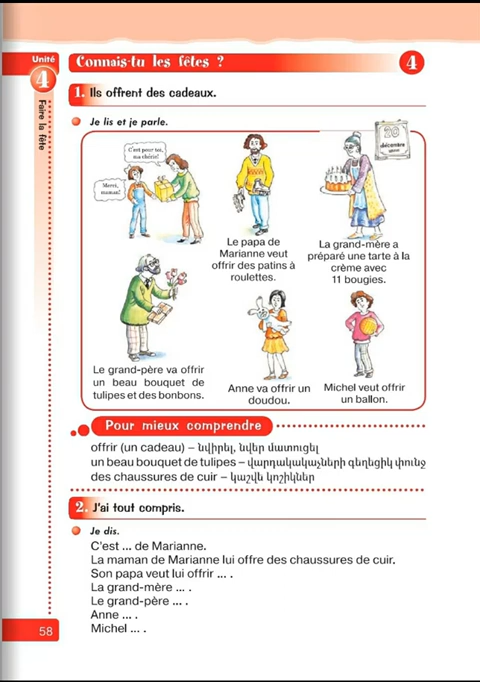 Unité
4
Faire la fête
Connais-tu les fêtes ?
4
1. Ils offrent des cadeaux.
Je lis et je parle.
C'est pour toi,
ma chérie!
Merci,
maman!
20
décembre
Le papa de
Marianne veut
offrir des patins à
roulettes.
La grand-mère a
préparé une tarte à la
crème avec
11 bougies.
Le grand-père va offrir
un beau bouquet de
tulipes et des bonbons.
Anne va offrir un
doudou.
Michel veut offrir
un ballon.
Pour mieux comprendre
offrir (un cadeau) – նվիրել, նվեր մատուցել
un beau bouquet de tulipes – վարդակակաչների գեղեցիկ փունջ
des chaussures de cuir – կաշվե կոշիկներ
2. J'ai tout compris.
Je dis.
C'est ... de Marianne.
La maman de Marianne lui offre des chaussures de cuir.
Son papa veut lui offrir ... .
La grand-mère ... .
Le grand-père ... .
Anne ... .
Michel ... .
58